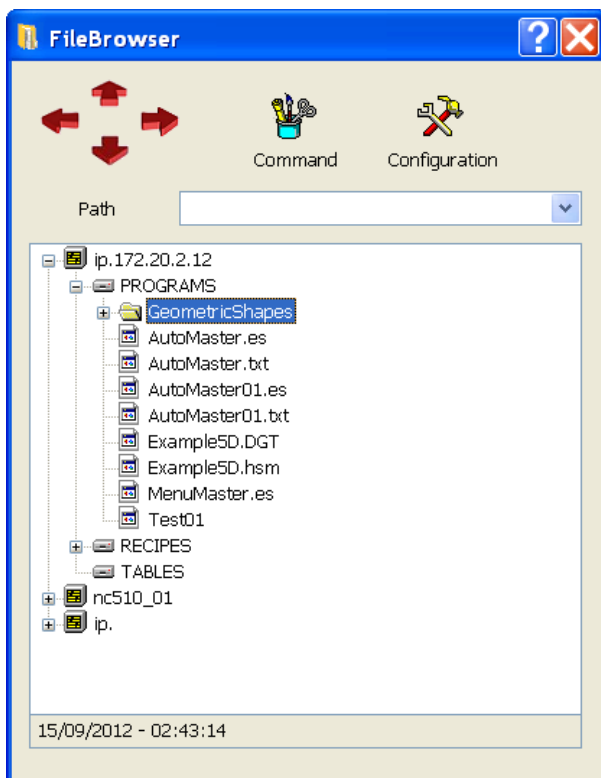 FileBrowser
?
Command
Configuration
Path
ip.172.20.2.12
PROGRAMS
GeometricShapes
AutoMaster.es
AutoMaster.txt
AutoMaster01.es
AutoMaster01.txt
Example5D.DGT
Example5D.hsm
MenuMaster.es
Test01
RECIPES
TABLES
nc510_01
ip.
15/09/2012 - 02:43:14